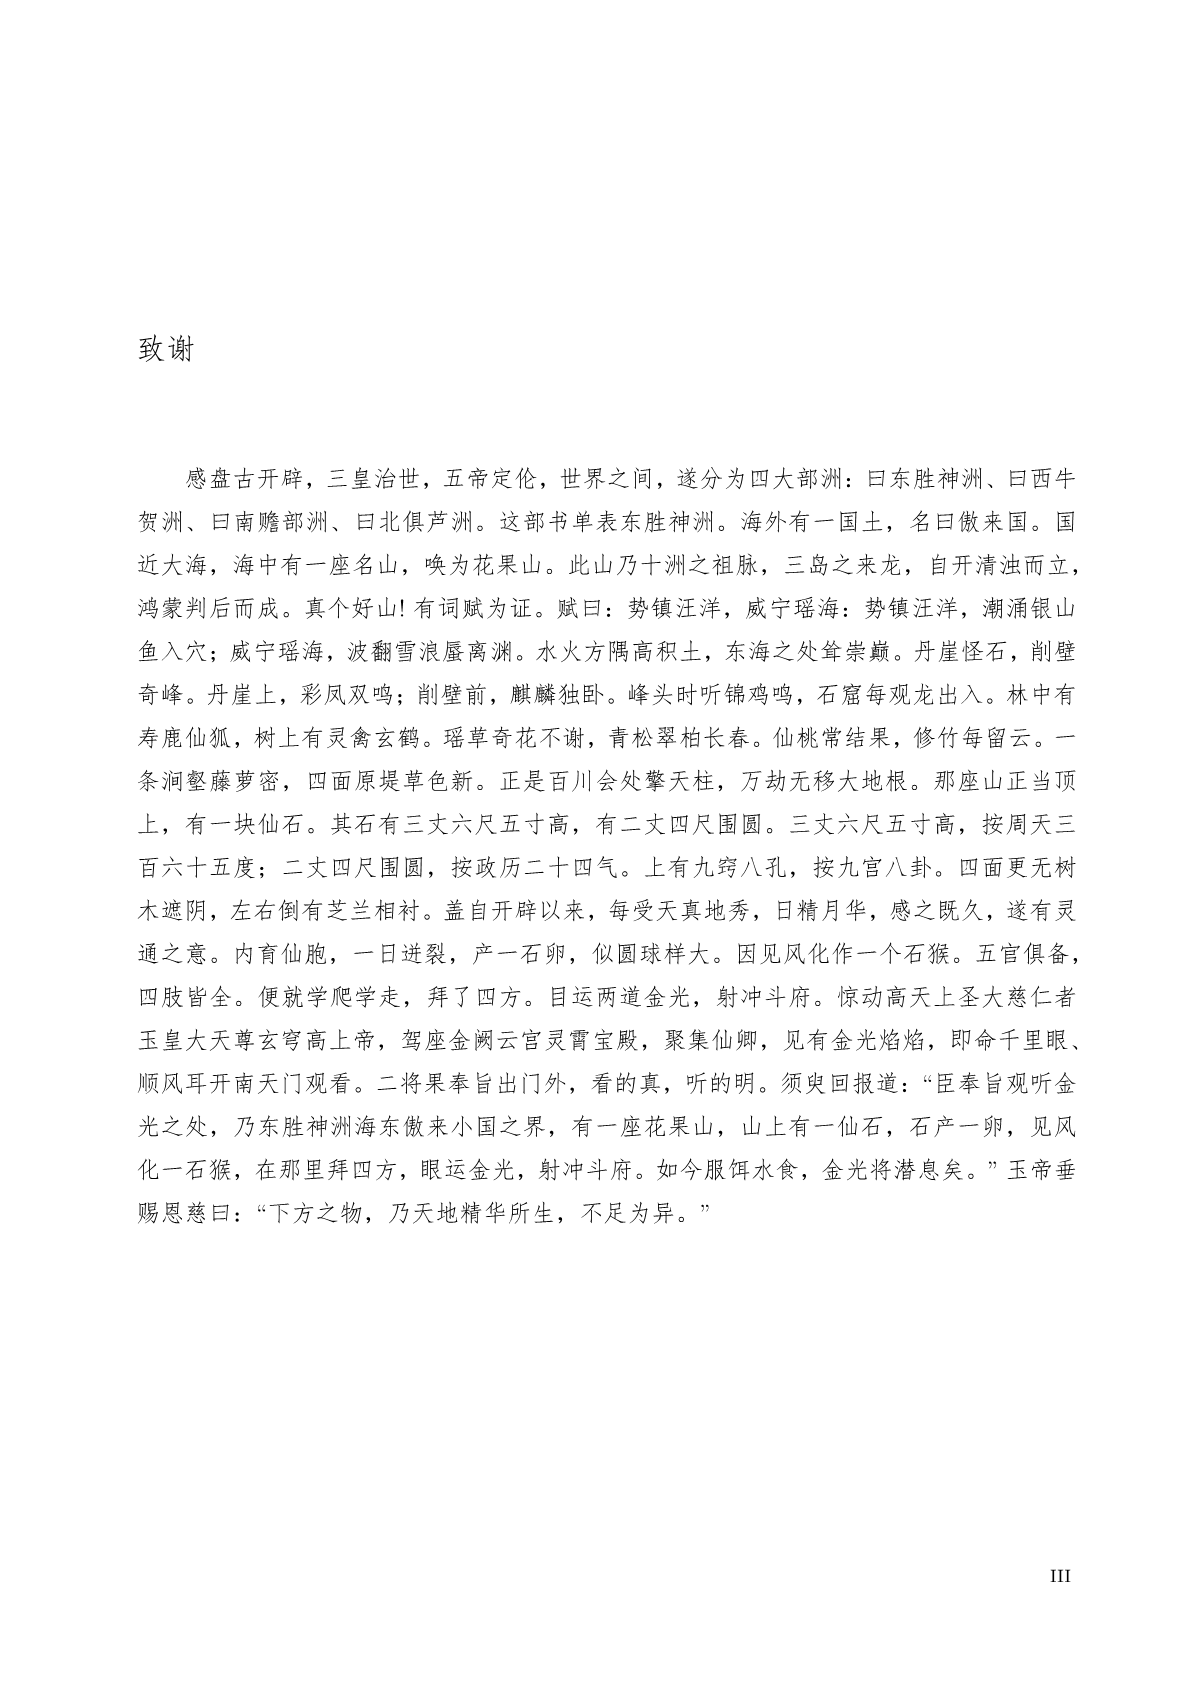 致谢
感盘古开辟，三皇治世，五帝定伦，世界之间，遂分为四大部洲：曰东胜神洲、曰西牛
贺洲、曰南赡部洲、曰北俱芦洲。这部书单表东胜神洲。海外有一国土，名曰傲来国。国
近大海，海中有一座名山，唤为花果山。此山乃十洲之祖脉，三岛之来龙，自开清浊而立，
鸿蒙判后而成。真个好山! 有词赋为证。赋曰：势镇汪洋，威宁瑶海：势镇汪洋，潮涌银山
鱼入穴；威宁瑶海，波翻雪浪蜃离渊。水火方隅高积土，东海之处耸崇巅。丹崖怪石，削壁
奇峰。丹崖上，彩凤双鸣；削壁前，麒麟独卧。峰头时听锦鸡鸣，石窟每观龙出入。林中有
寿鹿仙狐，树上有灵禽玄鹤。瑶草奇花不谢，青松翠柏长春。仙桃常结果，修竹每留云。一
条涧壑藤萝密，四面原堤草色新。正是百川会处擎天柱，万劫无移大地根。那座山正当顶
上，有一块仙石。其石有三丈六尺五寸高，有二丈四尺围圆。三丈六尺五寸高，按周天三
百六十五度；二丈四尺围圆，按政历二十四气。上有九窍八孔，按九宫八卦。四面更无树
木遮阴，左右倒有芝兰相衬。盖自开辟以来，每受天真地秀，日精月华，感之既久，遂有灵
通之意。内育仙胞，一日迸裂，产一石卵，似圆球样大。因见风化作一个石猴。五官俱备，
四肢皆全。便就学爬学走，拜了四方。目运两道金光，射冲斗府。惊动高天上圣大慈仁者
玉皇大天尊玄穹高上帝，驾座金阙云宫灵霄宝殿，聚集仙卿，见有金光焰焰，即命千里眼、
顺风耳开南天门观看。二将果奉旨出门外，看的真，听的明。须臾回报道：“臣奉旨观听金
光之处，乃东胜神洲海东傲来小国之界，有一座花果山，山上有一仙石，石产一卵，见风
化一石猴，在那里拜四方，眼运金光，射冲斗府。如今服饵水食，金光将潜息矣。” 玉帝垂
赐恩慈曰：“下方之物，乃天地精华所生，不足为异。”
III